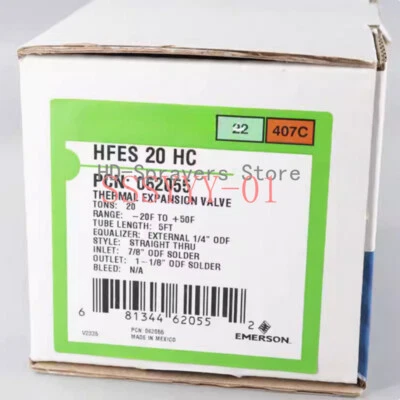 22 407C
HFES 20 HC
HD-Sprayers Store
PCN: 062055
THERMAL EXPANSION VALVE
TONS: 20
RANGE: -20F TO +50F
TUBE LENGTH: 5FT
EQUALIZER: EXTERNAL 1/4" ODF
STYLE: STRAIGHT THRU
INLET: 7/8" ODF SOLDER
OUTLET: 1-1/8" ODF SOLDER
BLEED: N/A
6 81344 62055 2
PCN 062055
MADE IN MEXICO
EMERSON